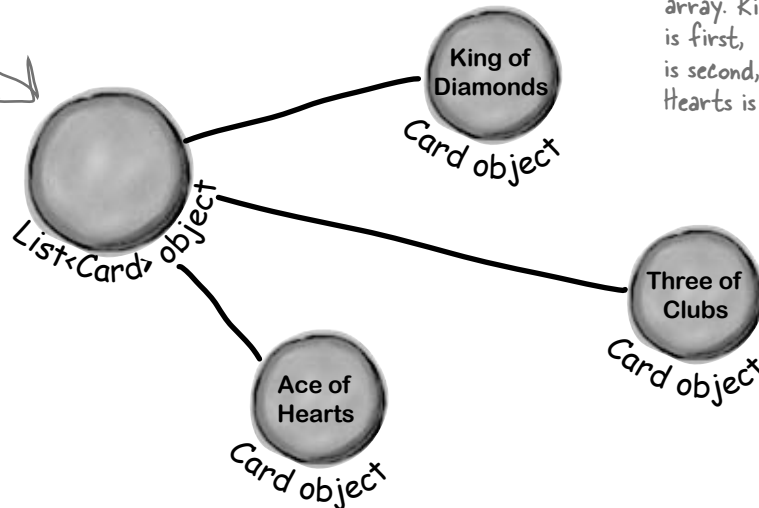 array. Ki
is first,
is second,
Hearts is
King of
Diamonds
Card object
List<Card> object
Three of
Clubs
Card object
Ace of
Hearts
Card object